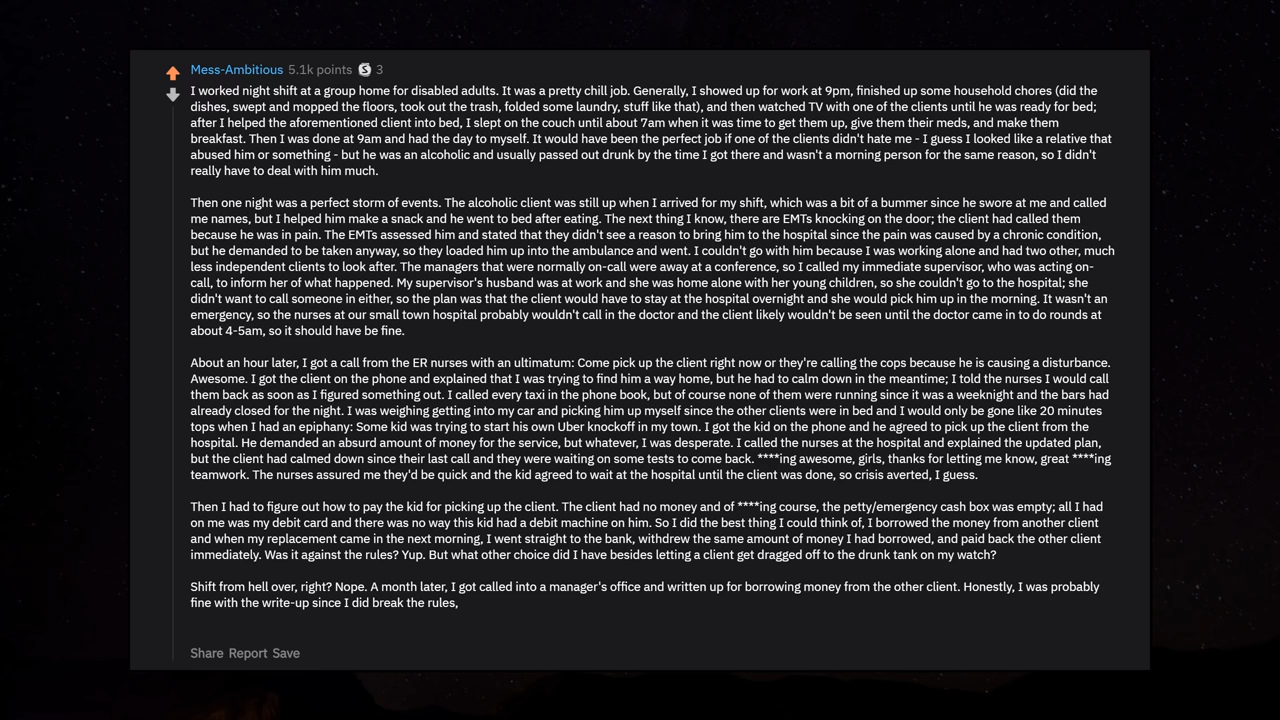 Mess-Ambitious 5.1k points S 3
I worked night shift at a group home for disabled adults. It was a pretty chill job. Generally, I showed up for work at 9pm, finished up some household chores (did the
dishes, swept and mopped the floors, took out the trash, folded some laundry, stuff like that), and then watched TV with one of the clients until he was ready for bed;
after I helped the aforementioned client into bed, I slept on the couch until about 7am when it was time to get them up, give them their meds, and make them
breakfast. Then I was done at 9am and had the day to myself. It would have been the perfect job if one of the clients didn't hate me - I guess I looked like a relative that
abused him or something - but he was an alcoholic and usually passed out drunk by the time I got there and wasn't a morning person for the same reason, so I didn't
really have to deal with him much.
Then one night was a perfect storm of events. The alcoholic client was still up when I arrived for my shift, which was a bit of a bummer since he swore at me and called
me names, but I helped him make a snack and he went to bed after eating. The next thing I know, there are EMTs knocking on the door; the client had called them
because he was in pain. The EMTs assessed him and stated that they didn't see a reason to bring him to the hospital since the pain was caused by a chronic condition,
but he demanded to be taken anyway, so they loaded him up into the ambulance and went. I couldn't go with him because I was working alone and had two other, much
less independent clients to look after. The managers that were normally on-call were away at a conference, so I called my immediate supervisor, who was acting on-
call, to inform her of what happened. My supervisor's husband was at work and she was home alone with her young children, so she couldn't go to the hospital; she
didn't want to call someone in either, so the plan was that the client would have to stay at the hospital overnight and she would pick him up in the morning. It wasn't an
emergency, so the nurses at our small town hospital probably wouldn't call in the doctor and the client likely wouldn't be seen until the doctor came in to do rounds at
about 4-5am, so it should have be fine.
About an hour later, I got a call from the ER nurses with an ultimatum: Come pick up the client right now or they're calling the cops because he is causing a disturbance.
Awesome. I got the client on the phone and explained that I was trying to find him a way home, but he had to calm down in the meantime; I told the nurses I would call
them back as soon as I figured something out. I called every taxi in the phone book, but of course none of them were running since it was a weeknight and the bars had
already closed for the night. I was weighing getting into my car and picking him up myself since the other clients were in bed and I would only be gone like 20 minutes
tops when I had an epiphany: Some kid was trying to start his own Uber knockoff in my town. I got the kid on the phone and he agreed to pick up the client from the
hospital. He demanded an absurd amount of money for the service, but whatever, I was desperate. I called the nurses at the hospital and explained the updated plan,
but the client had calmed down since their last call and they were waiting on some tests to come back. ****ing awesome, girls, thanks for letting me know, great ****ing
teamwork. The nurses assured me they'd be quick and the kid agreed to wait at the hospital until the client was done, so crisis averted, I guess.
Then I had to figure out how to pay the kid for picking up the client. The client had no money and of ****ing course, the petty/emergency cash box was empty; all I had
on me was my debit card and there was no way this kid had a debit machine on him. So I did the best thing I could think of, I borrowed the money from another client
and when my replacement came in the next morning, I went straight to the bank, withdrew the same amount of money I had borrowed, and paid back the other client
immediately. Was it against the rules? Yup. But what other choice did I have besides letting a client get dragged off to the drunk tank on my watch?
Shift from hell over, right? Nope. A month later, I got called into a manager's office and written up for borrowing money from the other client. Honestly, I was probably
fine with the write-up since I did break the rules,
Share Report Save